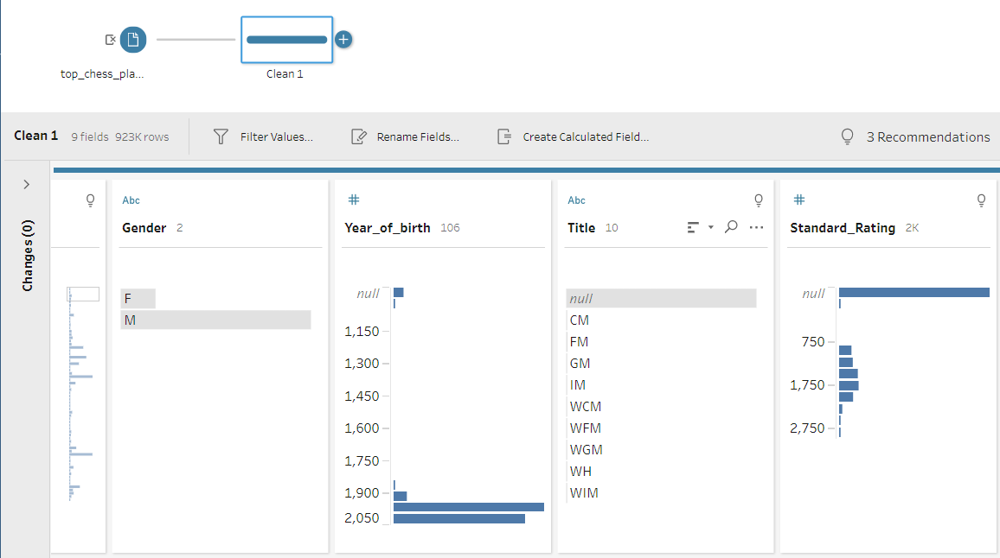 top_chess_pla...
Clean 1
Clean 1 9 fields 923K rows Filter Values... Rename Fields... Create Calculated Field... 3 Recommendations
Changes (0)
Abc
Gender 2
F
M
#
Year_of_birth 106
null
1,150
1,300
1,450
1,600
1,750
1,900
2,050
Abc
Title 10
null
CM
FM
GM
IM
WCM
WFM
WGM
WH
WIM
#
Standard_Rating 2K
null
750
1,750
2,750